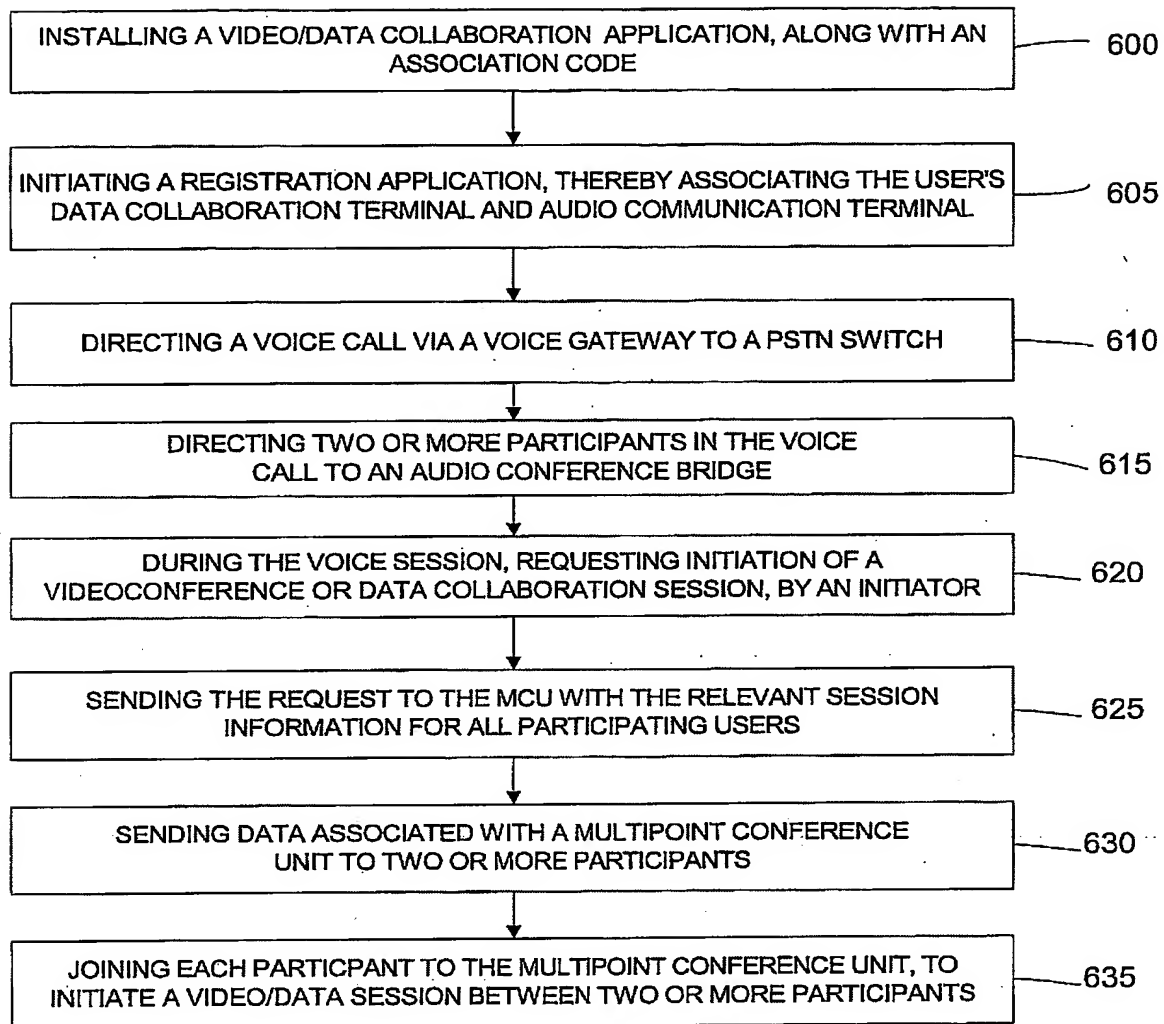 INSTALLING A VIDEO/DATA COLLABORATION APPLICATION, ALONG WITH AN
ASSOCIATION CODE
600
INITIATING A REGISTRATION APPLICATION, THEREBY ASSOCIATING THE USER'S
DATA COLLABORATION TERMINAL AND AUDIO COMMUNICATION TERMINAL
605
DIRECTING A VOICE CALL VIA A VOICE GATEWAY TO A PSTN SWITCH
610
DIRECTING TWO OR MORE PARTICIPANTS IN THE VOICE
CALL TO AN AUDIO CONFERENCE BRIDGE
615
DURING THE VOICE SESSION, REQUESTING INITIATION OF A
VIDEOCONFERENCE OR DATA COLLABORATION SESSION, BY AN INITIATOR
620
SENDING THE REQUEST TO THE MCU WITH THE RELEVANT SESSION
INFORMATION FOR ALL PARTICIPATING USERS
625
SENDING DATA ASSOCIATED WITH A MULTIPOINT CONFERENCE
UNIT TO TWO OR MORE PARTICIPANTS
630
JOINING EACH PARTICPANT TO THE MULTIPOINT CONFERENCE UNIT, TO
INITIATE A VIDEO/DATA SESSION BETWEEN TWO OR MORE PARTICIPANTS
635